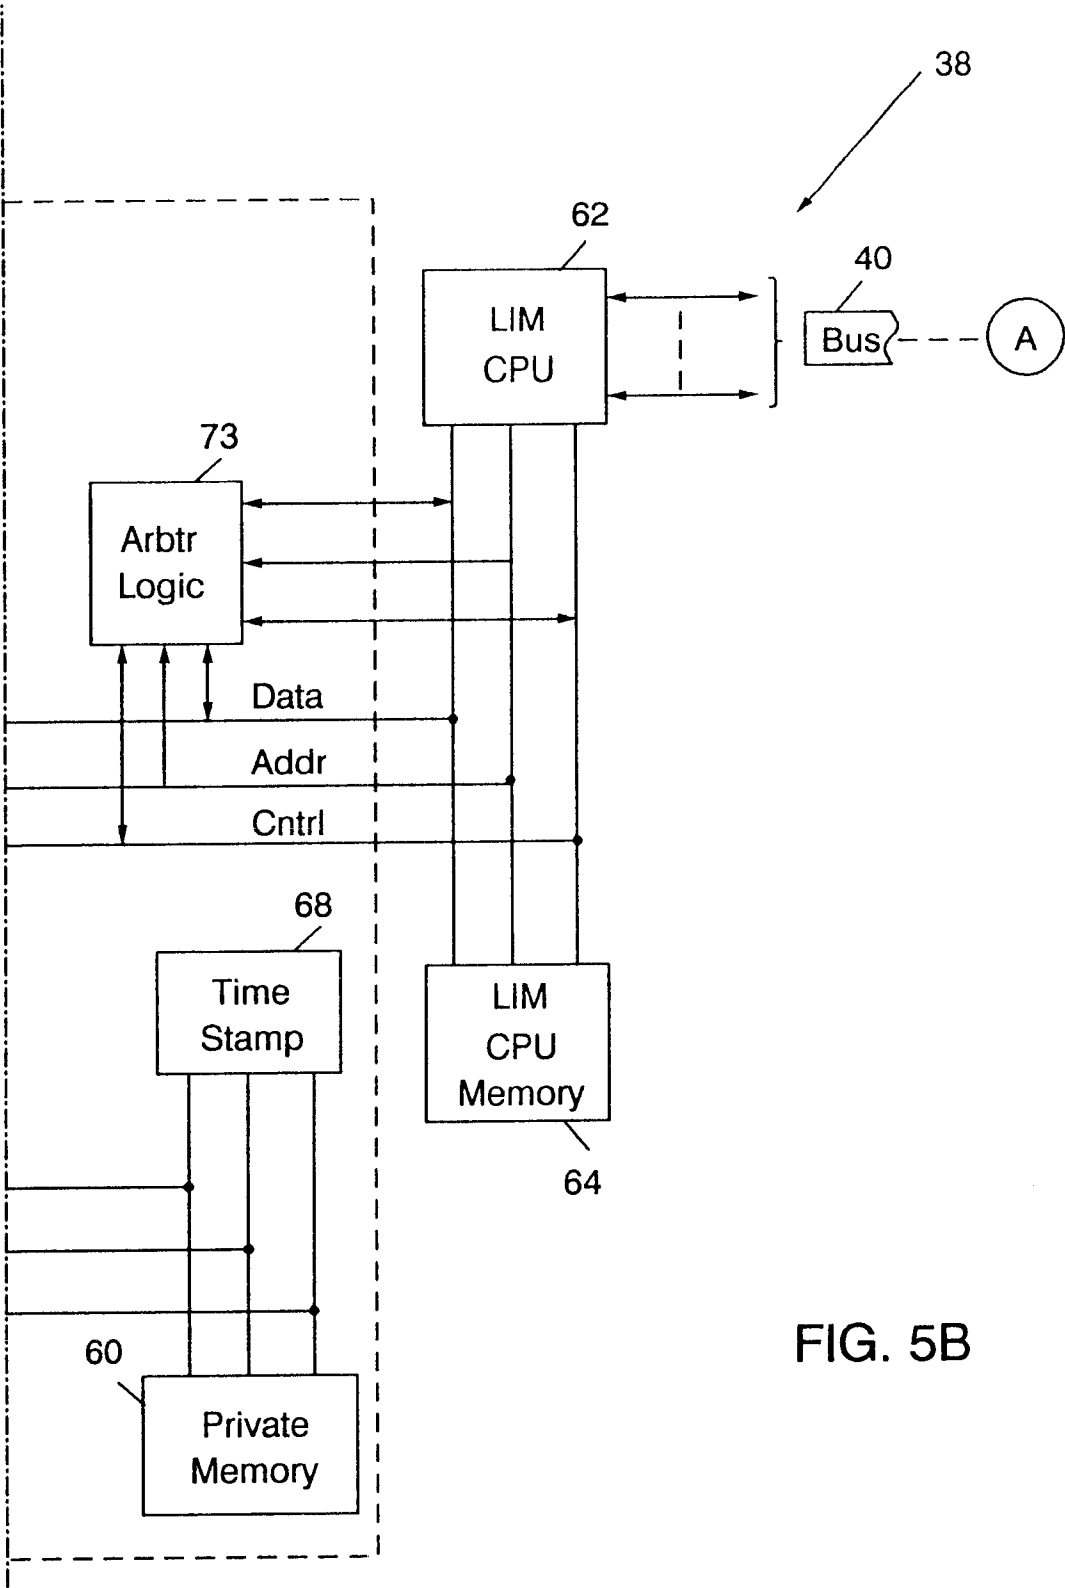 38
62
40
LIM
CPU
Bus
A
73
Arbtr
Logic
Data
Addr
Cntrl
68
Time
Stamp
LIM
CPU
Memory
64
60
Private
Memory
FIG. 5B